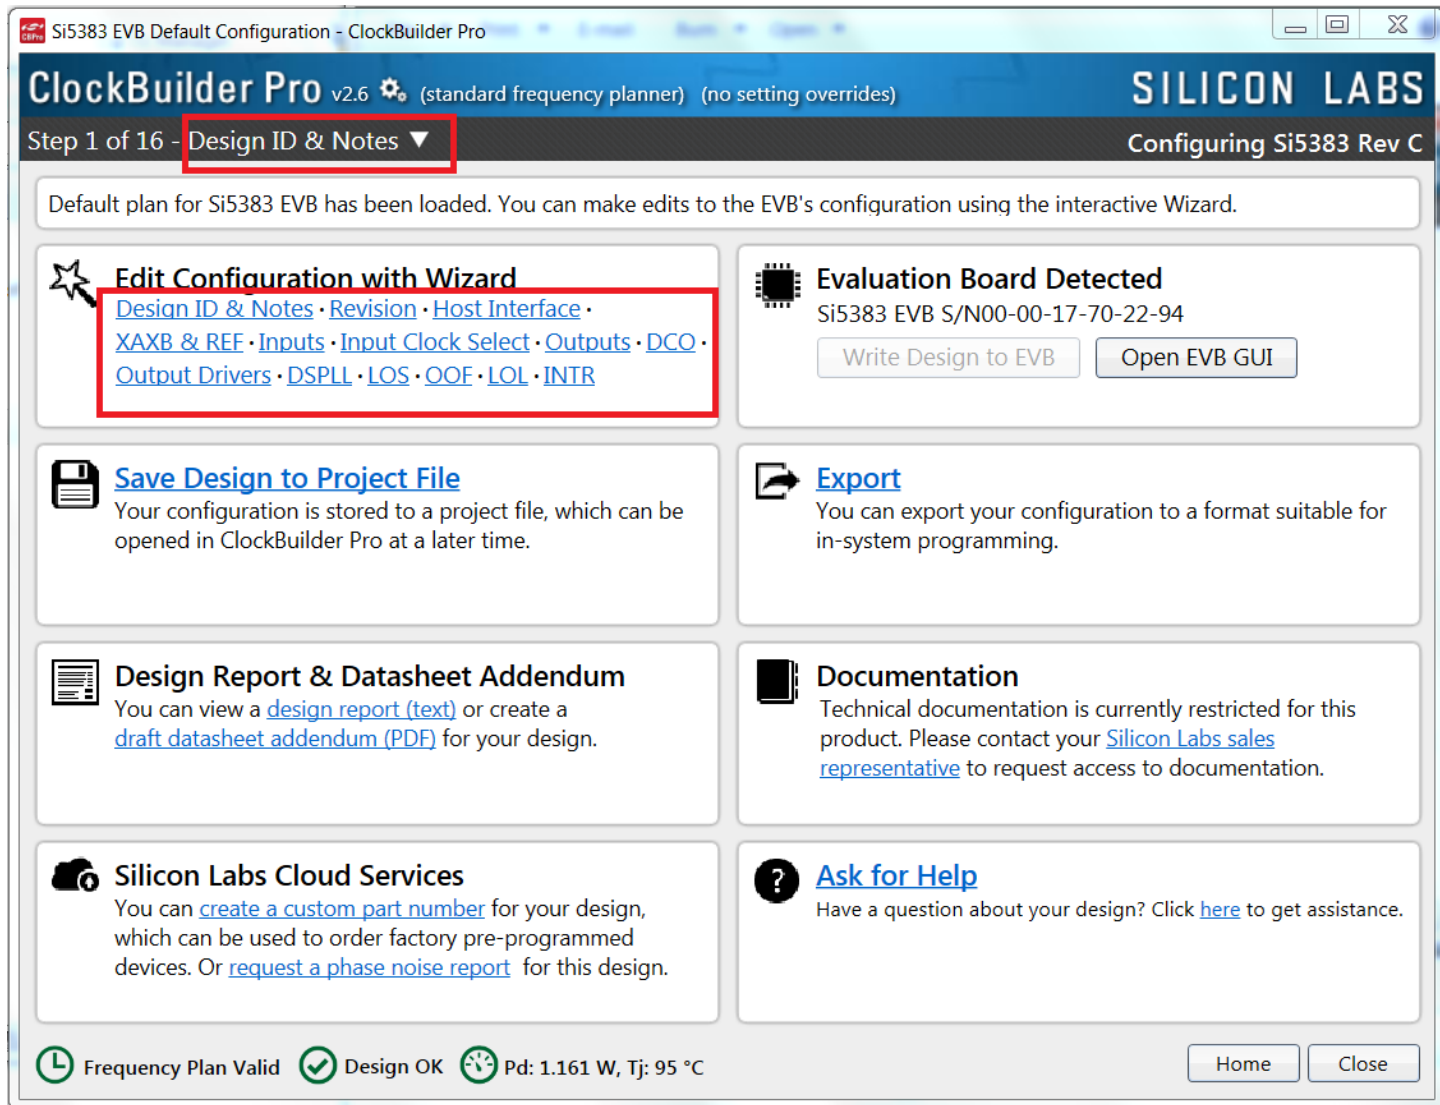 Si5383 EVB Default Configuration - ClockBuilder Pro
ClockBuilder Pro v2.6 (standard frequency planner) (no setting overrides)
SILICON LABS
Step 1 of 16 - Design ID & Notes ▼
Configuring Si5383 Rev C
Default plan for Si5383 EVB has been loaded. You can make edits to the EVB's configuration using the interactive Wizard.
Edit Configuration with Wizard
Design ID & Notes · Revision · Host Interface ·
XAXB & REF · Inputs · Input Clock Select · Outputs · DCO ·
Output Drivers · DSPLL · LOS · OOF · LOL · INTR
Evaluation Board Detected
Si5383 EVB S/N00-00-17-70-22-94
Write Design to EVB
Open EVB GUI
Save Design to Project File
Your configuration is stored to a project file, which can be
opened in ClockBuilder Pro at a later time.
Export
You can export your configuration to a format suitable for
in-system programming.
Design Report & Datasheet Addendum
You can view a design report (text) or create a
draft datasheet addendum (PDF) for your design.
Documentation
Technical documentation is currently restricted for this
product. Please contact your Silicon Labs sales
representative to request access to documentation.
Silicon Labs Cloud Services
You can create a custom part number for your design,
which can be used to order factory pre-programmed
devices. Or request a phase noise report for this design.
Ask for Help
Have a question about your design? Click here to get assistance.
Frequency Plan Valid
Design OK
Pd: 1.161 W, Tj: 95 °C
Home
Close